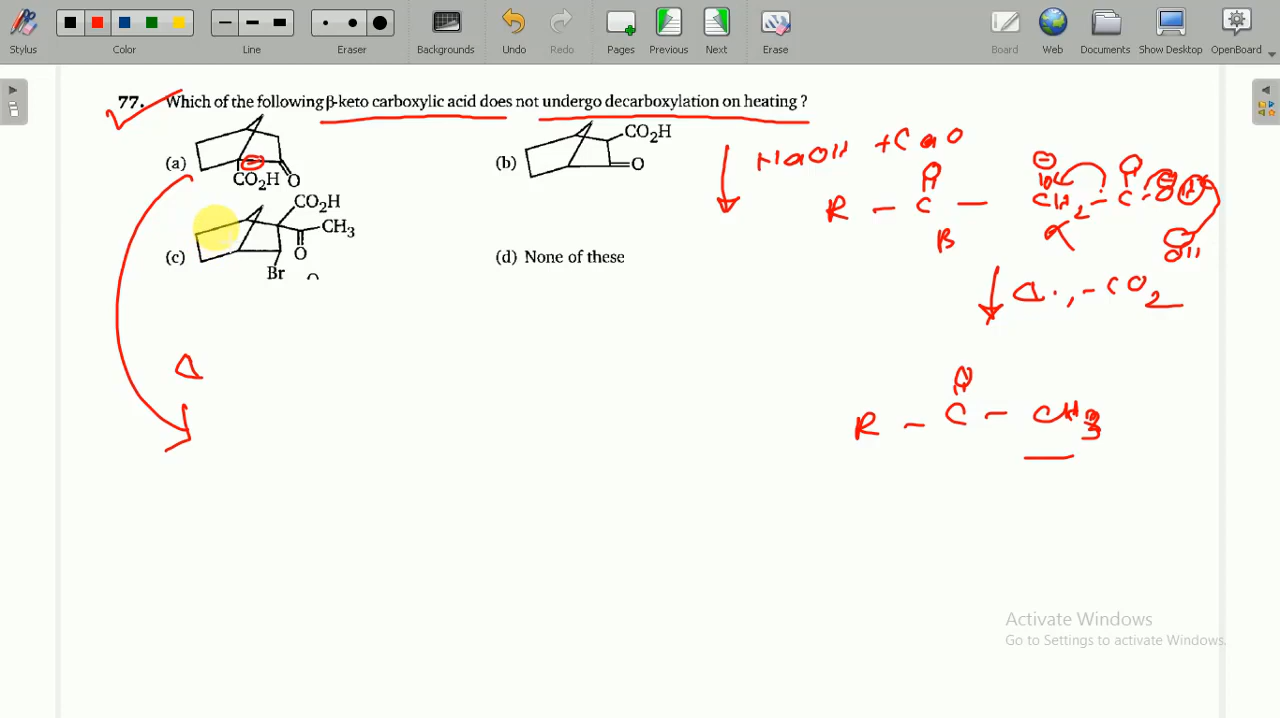 Stylus
Color
Line
Eraser
Backgrounds
Undo
Redo
Pages
Previous
Next
Erase
Board
Web
Documents
Show Desktop
OpenBoard
77. Which of the following β-keto carboxylic acid does not undergo decarboxylation on heating ?
(a)
CO₂H O
(b)
CO₂H
O
(c)
CO₂H
CH₃
O
Br
(d) None of these
NaOH + CaO
O
R — C — CH₂ — C
α
β
Δ
Δ., -CO₂
O
R — C — CH₃
Activate Windows
Go to Settings to activate Windows.